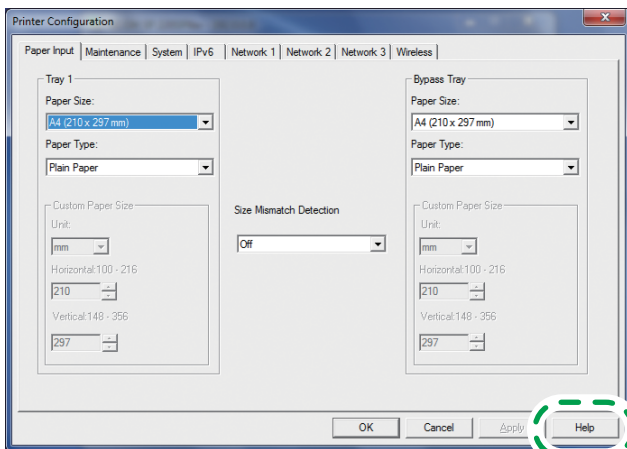 Printer Configuration
Paper Input Maintenance System IPv6 Network 1 Network 2 Network 3 Wireless
Tray 1
Paper Size:
A4 (210 x 297 mm)
Paper Type:
Plain Paper
Custom Paper Size
Unit:
mm
Horizontal:100 - 216
210
Vertical:148 - 356
297
Size Mismatch Detection
Off
Bypass Tray
Paper Size:
A4 (210 x 297 mm)
Paper Type:
Plain Paper
Custom Paper Size
Unit:
mm
Horizontal:100 - 216
210
Vertical:148 - 356
297
OK Cancel Apply Help